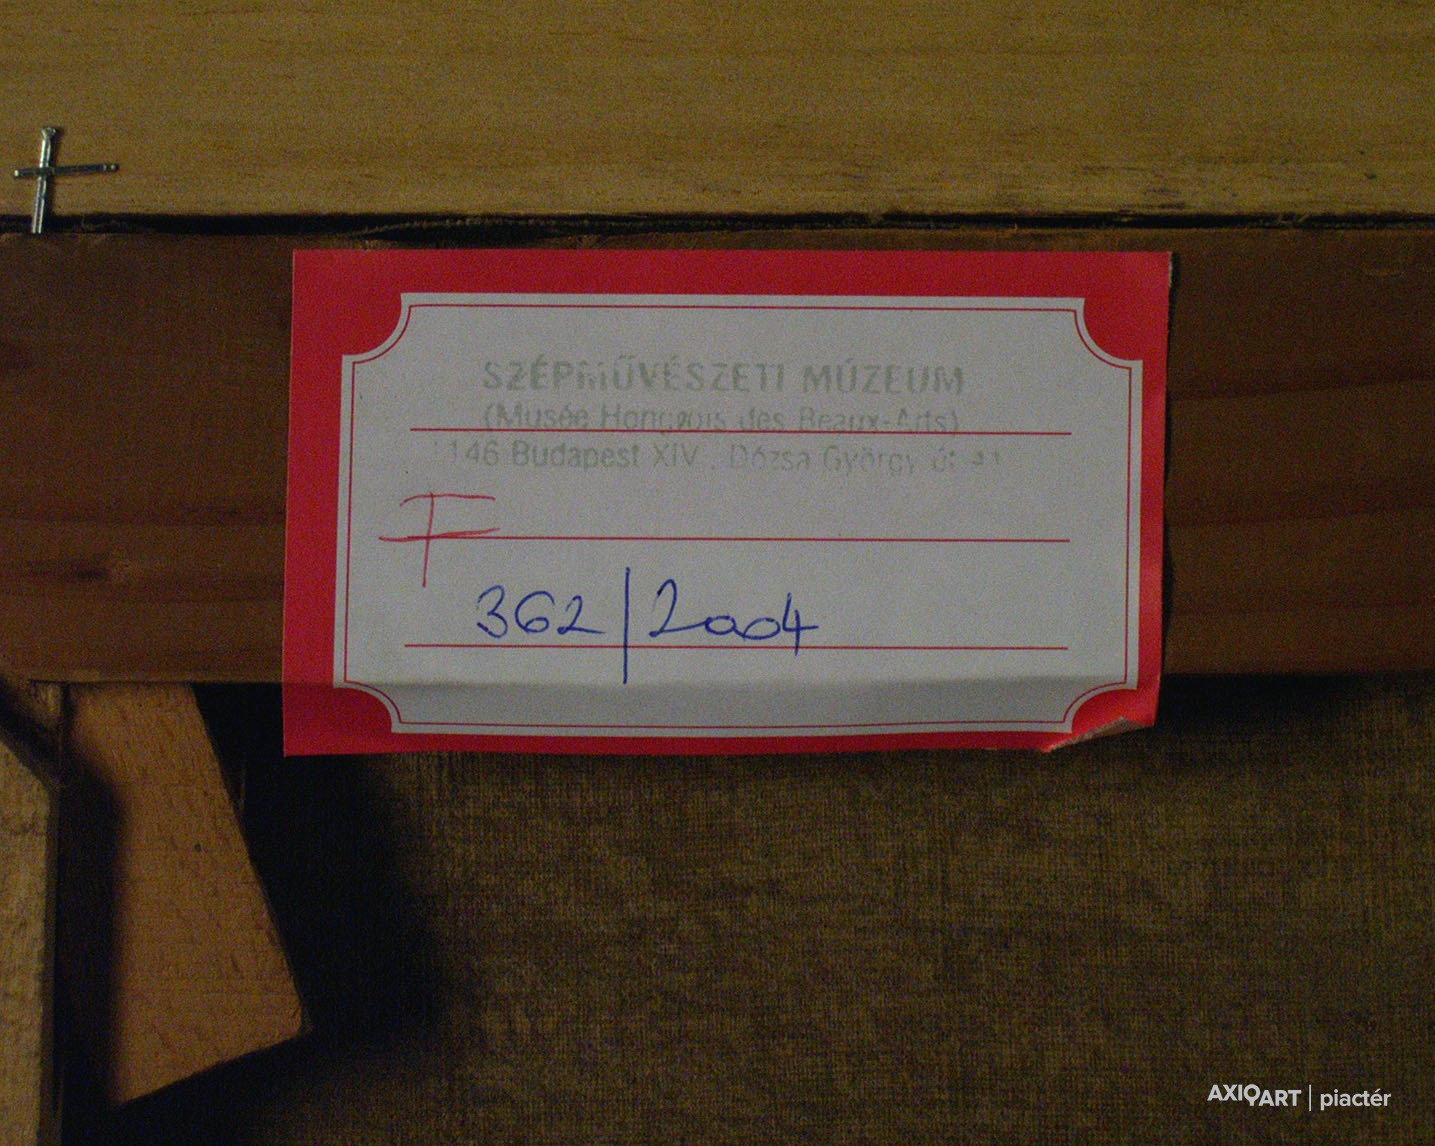 SZÉPMŰVÉSZETI MÚZEUM
(Musée Hongrois des Beaux-Arts)
1146 Budapest XIV., Dózsa György út 41
F
362/2004
AXIOART | piactér